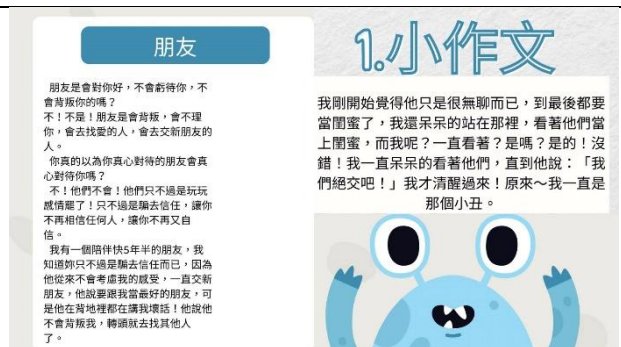 朋友
朋友是會對你好，不會虧待你，不
會背叛你的嗎？
不！不是！朋友是會背叛，會不理
你，會去找愛的人，會去交新朋友的
人。
你真的以為你真心對待的朋友會真
心對待你嗎？
不！他們不會！他們只不過是玩玩
感情罷了！只不過是騙去信任，讓你
不再相信任何人，讓你不再又自
信。
我有一個陪伴快5年半的朋友，我
知道妳只不過是騙去信任而已，因為
他從來不會考慮我的感受，一直交新
朋友，他說要跟我當最好的朋友，可
是他在背地裡都在講我壞話！他說他
不會背叛我，轉頭就去找其他人
了。
1.小作文
我剛開始覺得他只是很無聊而已，到最後都要
當閨蜜了，我還呆呆的站在那裡，看著他們當
上閨蜜，而我呢？一直看著？是嗎？是的！沒
錯！我一直呆呆的看著他們，直到他說：「我
們絕交吧！」我才清醒過來！原來～我一直是
那個小丑。